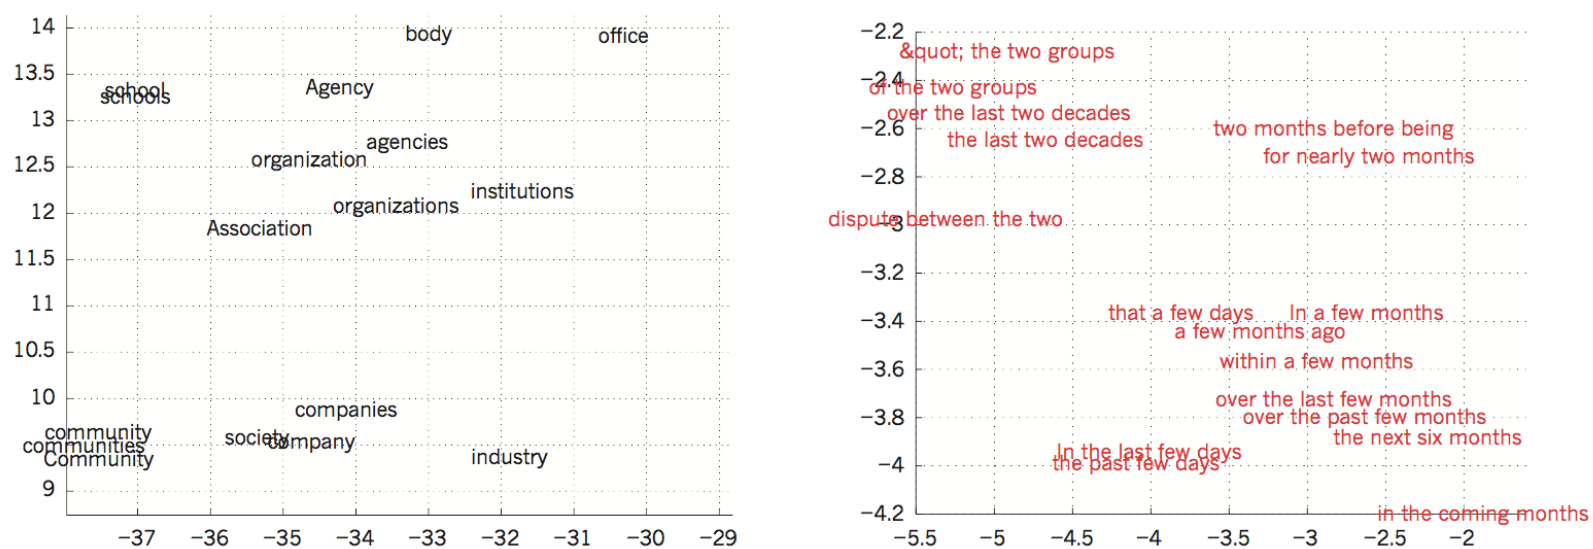 14
13.5
13
12.5
12
11.5
11
10.5
10
9
body
office
school
schools
Agency
agencies
organization
institutions
organizations
Association
companies
community
communities
Community
society
company
industry
−37
−36
−35
−34
−33
−32
−31
−30
−29
−2.2
−2.4
−2.6
−2.8
−3
−3.2
−3.4
−3.6
−3.8
−4
−4.2
&quot; the two groups
of the two groups
over the last two decades
the last two decades
two months before being
for nearly two months
dispute between the two
that a few days
In a few months
a few months ago
within a few months
over the last few months
over the past few months
the next six months
In the last few days
the past few days
in the coming months
−5.5
−5
−4.5
−4
−3.5
−3
−2.5
−2